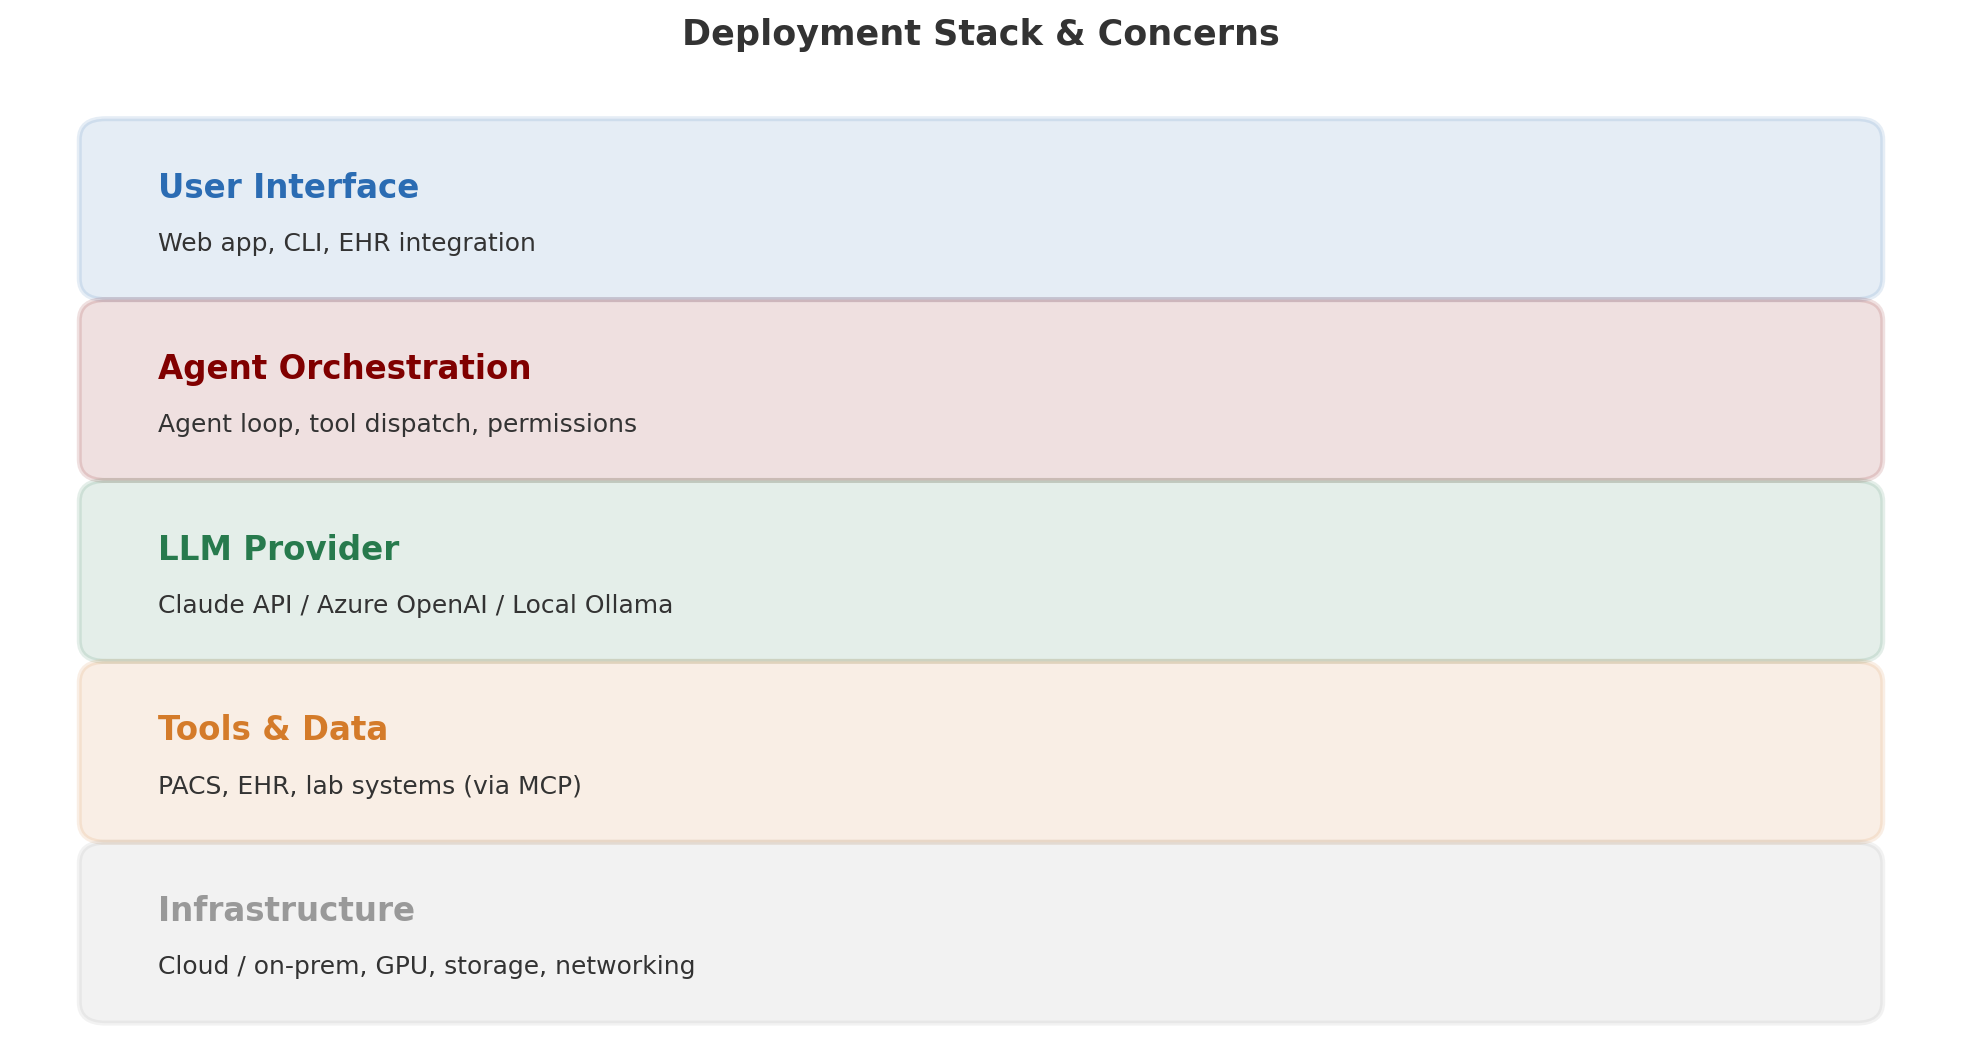 Deployment Stack & Concerns
User Interface
Web app, CLI, EHR integration
Agent Orchestration
Agent loop, tool dispatch, permissions
LLM Provider
Claude API / Azure OpenAI / Local Ollama
Tools & Data
PACS, EHR, lab systems (via MCP)
Infrastructure
Cloud / on-prem, GPU, storage, networking